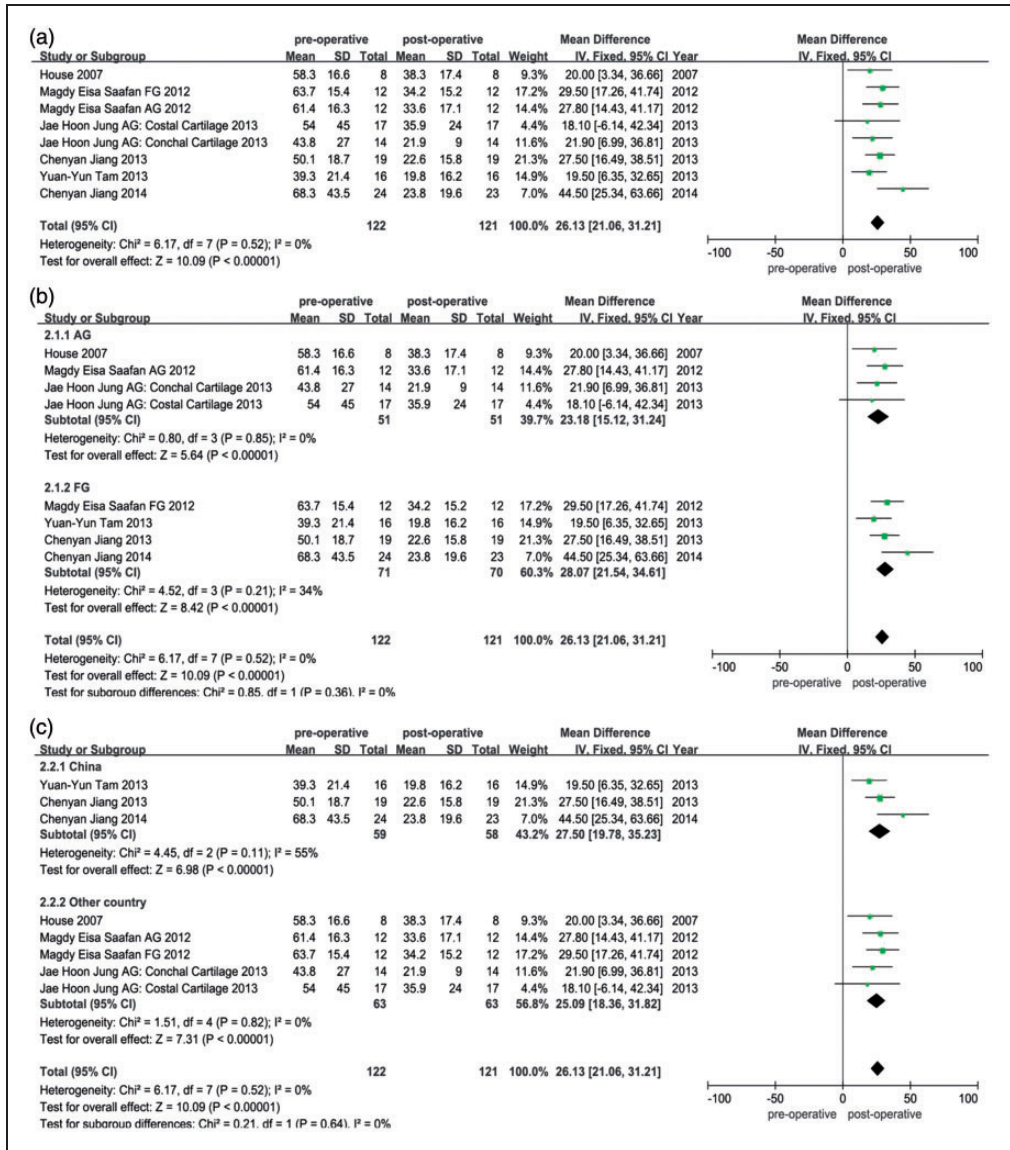 (a)
pre-operative post-operative Mean Difference Mean Difference
Study or Subgroup Mean SD Total Mean SD Total Weight IV. Fixed, 95% CI Year IV. Fixed, 95% CI
House 2007 58.3 16.6 8 38.3 17.4 8 9.3% 20.00 [3.34, 36.66] 2007
Magdy Eisa Saafan FG 2012 63.7 15.4 12 34.2 15.2 12 17.2% 29.50 [17.26, 41.74] 2012
Magdy Eisa Saafan AG 2012 61.4 16.3 12 33.6 17.1 12 14.4% 27.80 [14.43, 41.17] 2012
Jae Hoon Jung AG: Costal Cartilage 2013 54 45 17 35.9 24 17 4.4% 18.10 [-6.14, 42.34] 2013
Jae Hoon Jung AG: Conchal Cartilage 2013 43.8 27 14 21.9 9 14 11.6% 21.90 [6.99, 36.81] 2013
Chenyan Jiang 2013 50.1 18.7 19 22.6 15.8 19 21.3% 27.50 [16.49, 38.51] 2013
Yuan-Yun Tam 2013 39.3 21.4 16 19.8 16.2 16 14.9% 19.50 [6.35, 32.65] 2013
Chenyan Jiang 2014 68.3 43.5 24 23.8 19.6 23 7.0% 44.50 [25.34, 63.66] 2014
Total (95% CI) 122 121 100.0% 26.13 [21.06, 31.21]
Heterogeneity: Chi² = 6.17, df = 7 (P = 0.52); I² = 0%
Test for overall effect: Z = 10.09 (P < 0.00001)
-100 -50 0 50 100
pre-operative post-operative
(b)
pre-operative post-operative Mean Difference Mean Difference
Study or Subgroup Mean SD Total Mean SD Total Weight IV. Fixed, 95% CI Year IV. Fixed, 95% CI
2.1.1 AG
House 2007 58.3 16.6 8 38.3 17.4 8 9.3% 20.00 [3.34, 36.66] 2007
Magdy Eisa Saafan AG 2012 61.4 16.3 12 33.6 17.1 12 14.4% 27.80 [14.43, 41.17] 2012
Jae Hoon Jung AG: Conchal Cartilage 2013 43.8 27 14 21.9 9 14 11.6% 21.90 [6.99, 36.81] 2013
Jae Hoon Jung AG: Costal Cartilage 2013 54 45 17 35.9 24 17 4.4% 18.10 [-6.14, 42.34] 2013
Subtotal (95% CI) 51 51 39.7% 23.18 [15.12, 31.24]
Heterogeneity: Chi² = 0.80, df = 3 (P = 0.85); I² = 0%
Test for overall effect: Z = 5.64 (P < 0.00001)
2.1.2 FG
Magdy Eisa Saafan FG 2012 63.7 15.4 12 34.2 15.2 12 17.2% 29.50 [17.26, 41.74] 2012
Yuan-Yun Tam 2013 39.3 21.4 16 19.8 16.2 16 14.9% 19.50 [6.35, 32.65] 2013
Chenyan Jiang 2013 50.1 18.7 19 22.6 15.8 19 21.3% 27.50 [16.49, 38.51] 2013
Chenyan Jiang 2014 68.3 43.5 24 23.8 19.6 23 7.0% 44.50 [25.34, 63.66] 2014
Subtotal (95% CI) 71 70 60.3% 28.07 [21.54, 34.61]
Heterogeneity: Chi² = 4.52, df = 3 (P = 0.21); I² = 34%
Test for overall effect: Z = 8.42 (P < 0.00001)
Total (95% CI) 122 121 100.0% 26.13 [21.06, 31.21]
Heterogeneity: Chi² = 6.17, df = 7 (P = 0.52); I² = 0%
Test for overall effect: Z = 10.09 (P < 0.00001)
Test for subgroup differences: Chi² = 0.85, df = 1 (P = 0.36), I² = 0%
-100 -50 0 50 100
pre-operative post-operative
(c)
pre-operative post-operative Mean Difference Mean Difference
Study or Subgroup Mean SD Total Mean SD Total Weight IV. Fixed, 95% CI Year IV. Fixed, 95% CI
2.2.1 China
Yuan-Yun Tam 2013 39.3 21.4 16 19.8 16.2 16 14.9% 19.50 [6.35, 32.65] 2013
Chenyan Jiang 2013 50.1 18.7 19 22.6 15.8 19 21.3% 27.50 [16.49, 38.51] 2013
Chenyan Jiang 2014 68.3 43.5 24 23.8 19.6 23 7.0% 44.50 [25.34, 63.66] 2014
Subtotal (95% CI) 59 58 43.2% 27.50 [19.78, 35.23]
Heterogeneity: Chi² = 4.45, df = 2 (P = 0.11); I² = 55%
Test for overall effect: Z = 6.98 (P < 0.00001)
2.2.2 Other country
House 2007 58.3 16.6 8 38.3 17.4 8 9.3% 20.00 [3.34, 36.66] 2007
Magdy Eisa Saafan AG 2012 61.4 16.3 12 33.6 17.1 12 14.4% 27.80 [14.43, 41.17] 2012
Magdy Eisa Saafan FG 2012 63.7 15.4 12 34.2 15.2 12 17.2% 29.50 [17.26, 41.74] 2012
Jae Hoon Jung AG: Conchal Cartilage 2013 43.8 27 14 21.9 9 14 11.6% 21.90 [6.99, 36.81] 2013
Jae Hoon Jung AG: Costal Cartilage 2013 54 45 17 35.9 24 17 4.4% 18.10 [-6.14, 42.34] 2013
Subtotal (95% CI) 63 63 56.8% 25.09 [18.36, 31.82]
Heterogeneity: Chi² = 1.51, df = 4 (P = 0.82); I² = 0%
Test for overall effect: Z = 7.31 (P < 0.00001)
Total (95% CI) 122 121 100.0% 26.13 [21.06, 31.21]
Heterogeneity: Chi² = 6.17, df = 7 (P = 0.52); I² = 0%
Test for overall effect: Z = 10.09 (P < 0.00001)
Test for subgroup differences: Chi² = 0.21, df = 1 (P = 0.64), I² = 0%
-100 -50 0 50 100
pre-operative post-operative